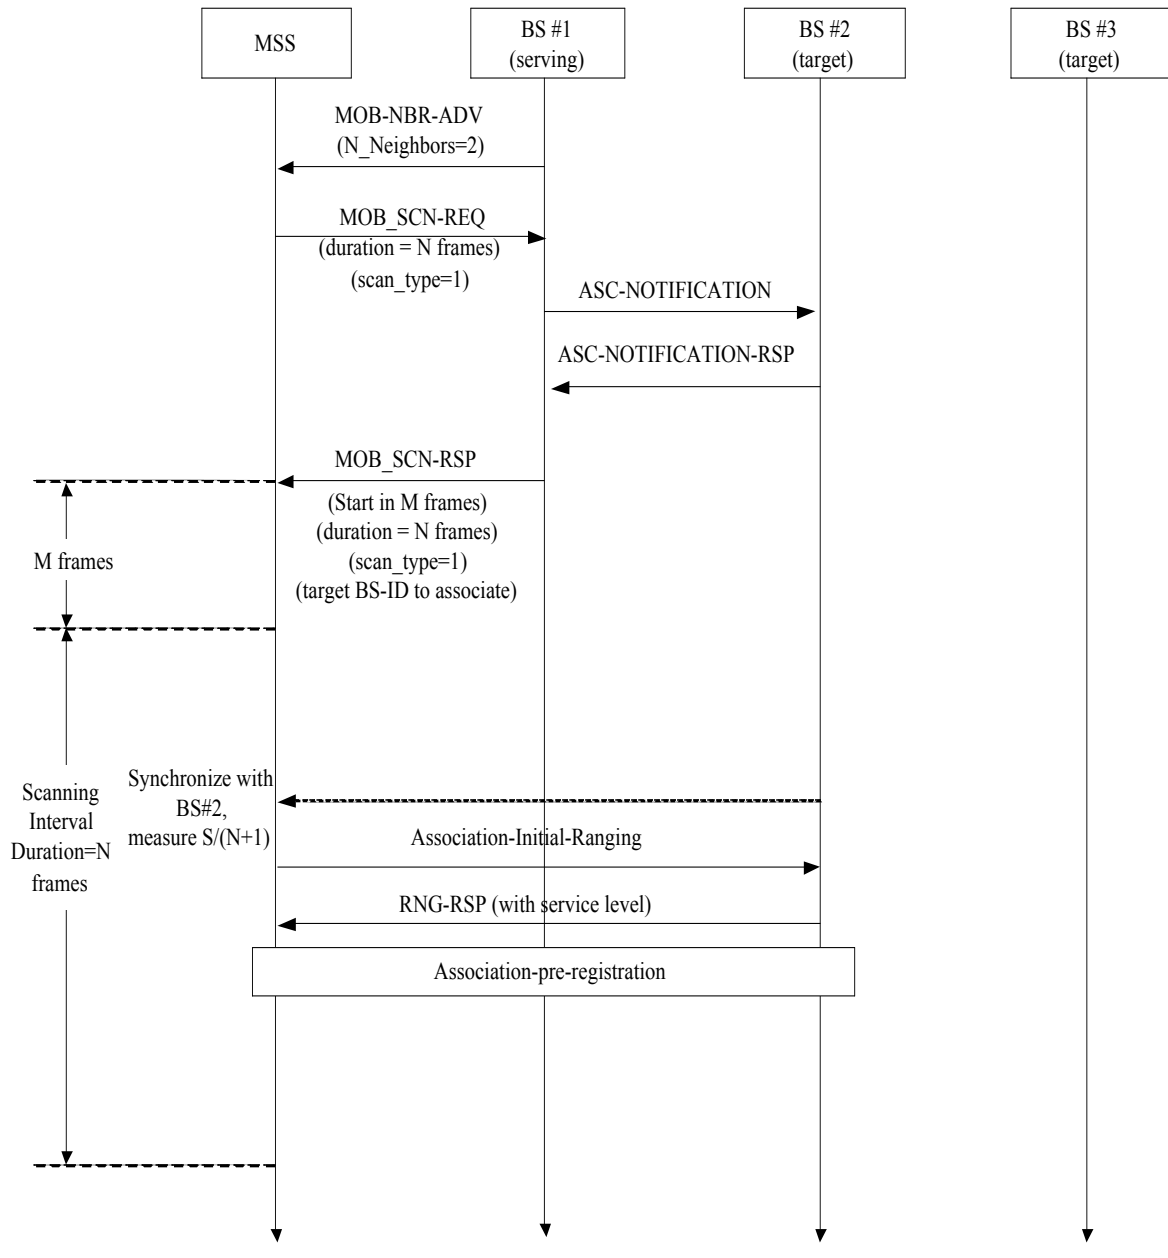 MSS
BS #1
(serving)
BS #2
(target)
BS #3
(target)
MOB-NBR-ADV
(N_Neighbors=2)
MOB_SCN-REQ
(duration = N frames)
(scan_type=1)
ASC-NOTIFICATION
ASC-NOTIFICATION-RSP
MOB_SCN-RSP
(Start in M frames)
(duration = N frames)
(scan_type=1)
(target BS-ID to associate)
M frames
Scanning
Interval
Duration=N
frames
Synchronize with
BS#2,
measure S/(N+1)
Association-Initial-Ranging
RNG-RSP (with service level)
Association-pre-registration